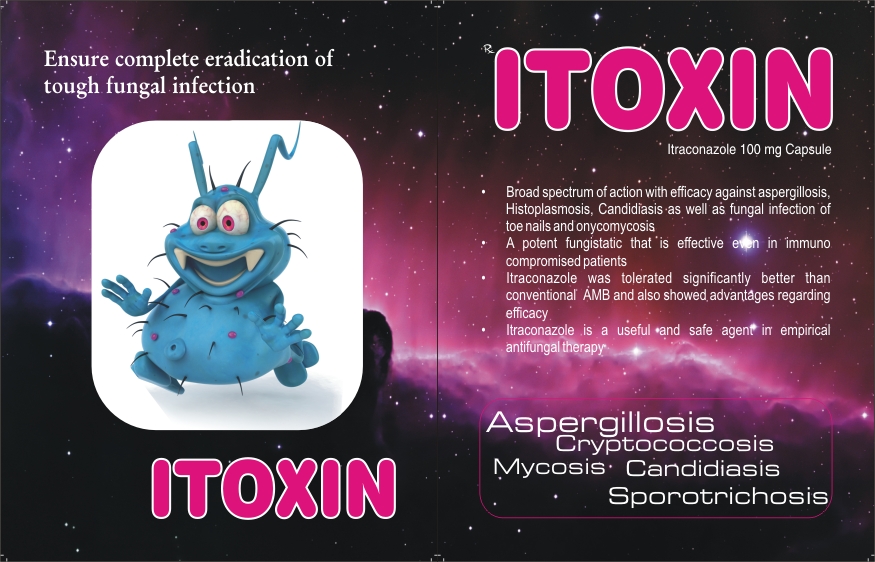 Ensure complete eradication of
tough fungal infection
ITOXIN
℞
ITOXIN
Itraconazole 100 mg Capsule
• Broad spectrum of action with efficacy against aspergillosis,
Histoplasmosis, Candidiasis as well as fungal infection of
toe nails and onycomycosis
• A potent fungistatic that is effective even in immuno
compromised patients
• Itraconazole was tolerated significantly better than
conventional AMB and also showed advantages regarding
efficacy
• Itraconazole is a useful and safe agent in empirical
antifungal therapy
Aspergillosis
Cryptococcosis
Mycosis Candidiasis
Sporotrichosis